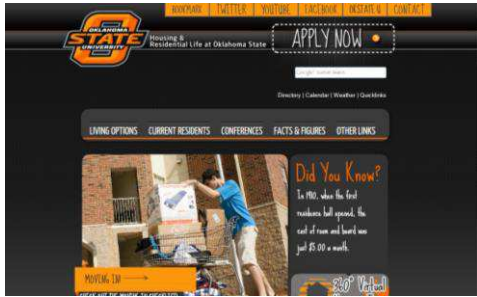 BOOKMARK | TWITTER | YOUTUBE | FACEBOOK | OKSTATE U | CONTACT
OKLAHOMA
STATE
UNIVERSITY
Housing &
Residential Life at Oklahoma State
APPLY NOW
Directory | Calendar | Weather | Quicklinks
LIVING OPTIONS CURRENT RESIDENTS CONFERENCES FACTS & FIGURES OTHER LINKS
Did You Know?
In 1910, when the first
residence hall opened, the
cost of room and board was
just $5.00 a month.
MOVING IN
360° Virtual